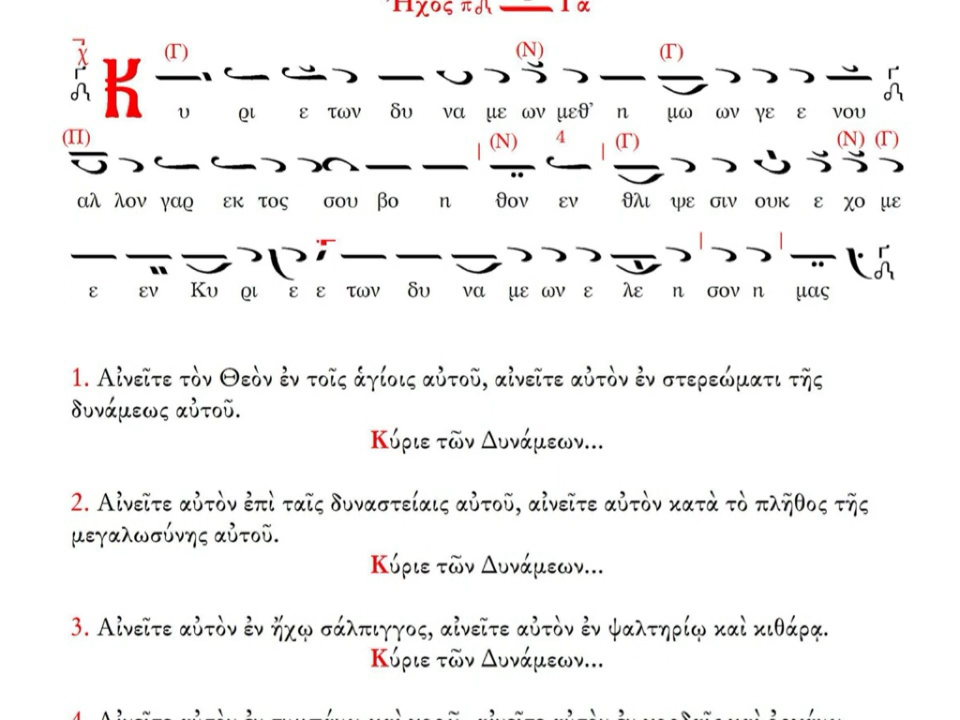 Ἦχος πδ Γα
(Γ) (Ν) (Γ)
Κ υ ρι ε των δυ να με ων μεθ’ η μω ων γε ε νου
(Π) (Ν) 4 (Γ) (Ν) (Γ)
αλ λον γαρ εκ τος σου βο η θον εν θλι ψε σιν ουκ ε χο με
ε εν Κυ ρι ε ε των δυ να με ων ε λε η σον η μας
1. Αἰνεῖτε τὸν Θεὸν ἐν τοῖς ἁγίοις αὐτοῦ, αἰνεῖτε αὐτὸν ἐν στερεώματι τῆς
δυνάμεως αὐτοῦ.
Κύριε τῶν Δυνάμεων...
2. Αἰνεῖτε αὐτὸν ἐπὶ ταῖς δυναστείαις αὐτοῦ, αἰνεῖτε αὐτὸν κατὰ τὸ πλῆθος τῆς
μεγαλωσύνης αὐτοῦ.
Κύριε τῶν Δυνάμεων...
3. Αἰνεῖτε αὐτὸν ἐν ἤχῳ σάλπιγγος, αἰνεῖτε αὐτὸν ἐν ψαλτηρίῳ καὶ κιθάρᾳ.
Κύριε τῶν Δυνάμεων...